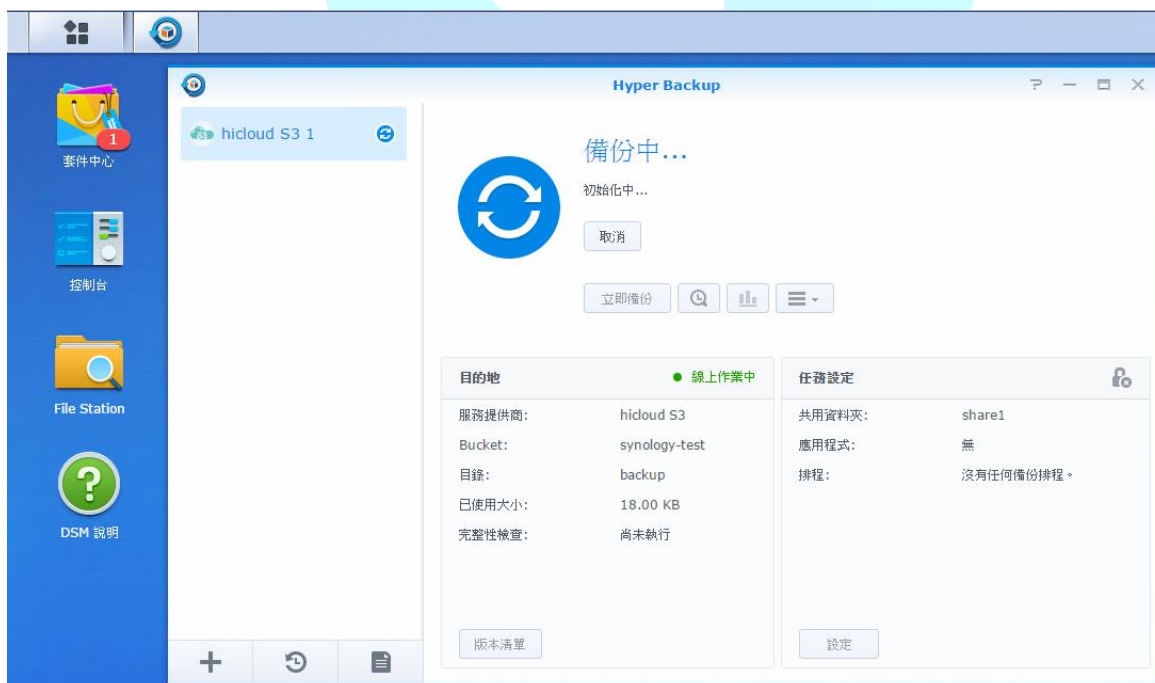 Hyper Backup
1
套件中心
控制台
File Station
DSM 說明
hicloud S3 1
備份中...
初始化中...
取消
立即備份
目的地
線上作業中
服務提供商: hicloud S3
Bucket: synology-test
目錄: backup
已使用大小: 18.00 KB
完整性檢查: 尚未執行
版本清單
任務設定
共用資料夾: share1
應用程式: 無
排程: 沒有任何備份排程。
設定